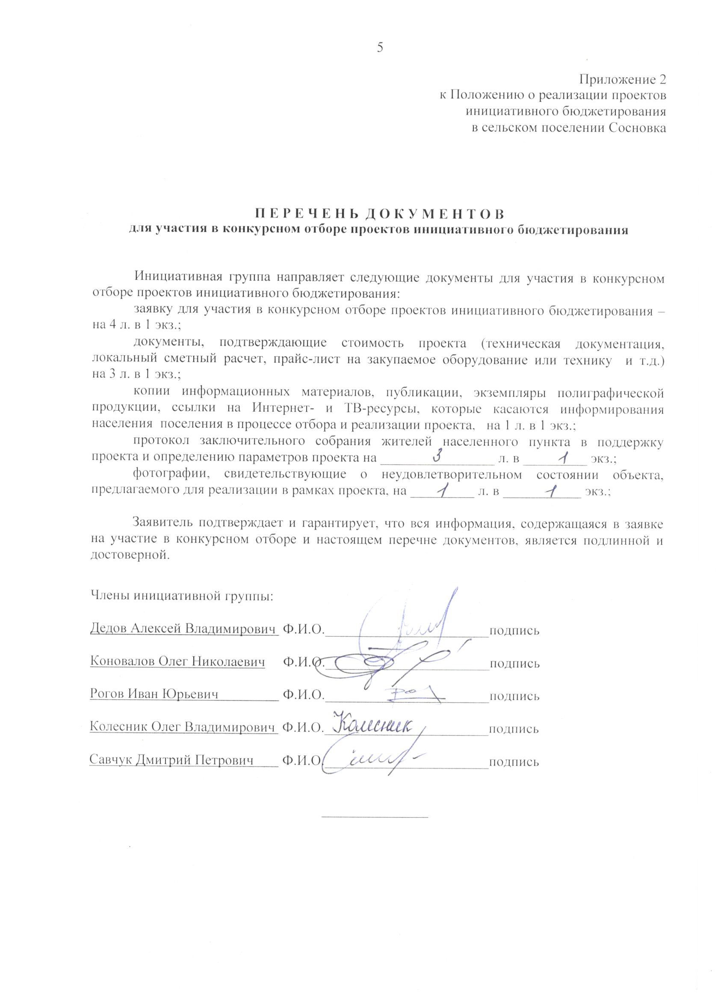 5
Приложение 2
к Положению о реализации проектов
инициативного бюджетирования
в сельском поселении Сосновка
П Е Р Е Ч Е Н Ь Д О К У М Е Н Т О В
для участия в конкурсном отборе проектов инициативного бюджетирования
Инициативная группа направляет следующие документы для участия в конкурсном
отборе проектов инициативного бюджетирования:
заявку для участия в конкурсном отборе проектов инициативного бюджетирования –
на 4 л. в 1 экз.;
документы, подтверждающие стоимость проекта (техническая документация,
локальный сметный расчет, прайс-лист на закупаемое оборудование или технику и т.д.)
на 3 л. в 1 экз.;
копии информационных материалов, публикации, экземпляры полиграфической
продукции, ссылки на Интернет- и ТВ-ресурсы, которые касаются информирования
населения поселения в процессе отбора и реализации проекта, на 1 л. в 1 экз.;
протокол заключительного собрания жителей населенного пункта в поддержку
проекта и определению параметров проекта на 3 л. в 1 экз.;
фотографии, свидетельствующие о неудовлетворительном состоянии объекта,
предлагаемого для реализации в рамках проекта, на 1 л. в 1 экз.;
Заявитель подтверждает и гарантирует, что вся информация, содержащаяся в заявке
на участие в конкурсном отборе и настоящем перечне документов, является подлинной и
достоверной.
Члены инициативной группы:
Дедов Алексей Владимирович Ф.И.О. подпись
Коновалов Олег Николаевич Ф.И.О. подпись
Рогов Иван Юрьевич Ф.И.О. подпись
Колесник Олег Владимирович Ф.И.О. Колесник подпись
Савчук Дмитрий Петрович Ф.И.О. подпись